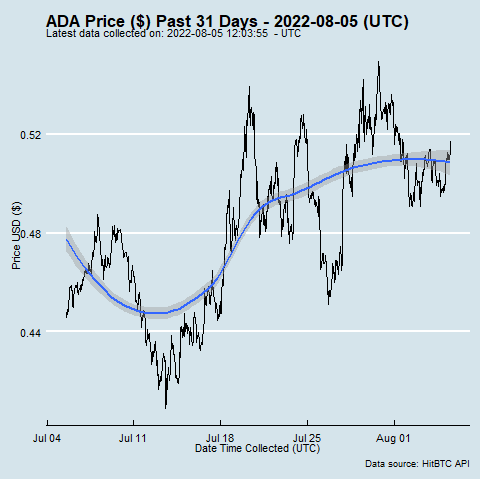 ADA Price ($) Past 31 Days - 2022-08-05 (UTC)
Latest data collected on: 2022-08-05 12:03:55 - UTC
0.52
0.48
0.44
Price USD ($)
Jul 04 Jul 11 Jul 18 Jul 25 Aug 01
Date Time Collected (UTC)
Data source: HitBTC API